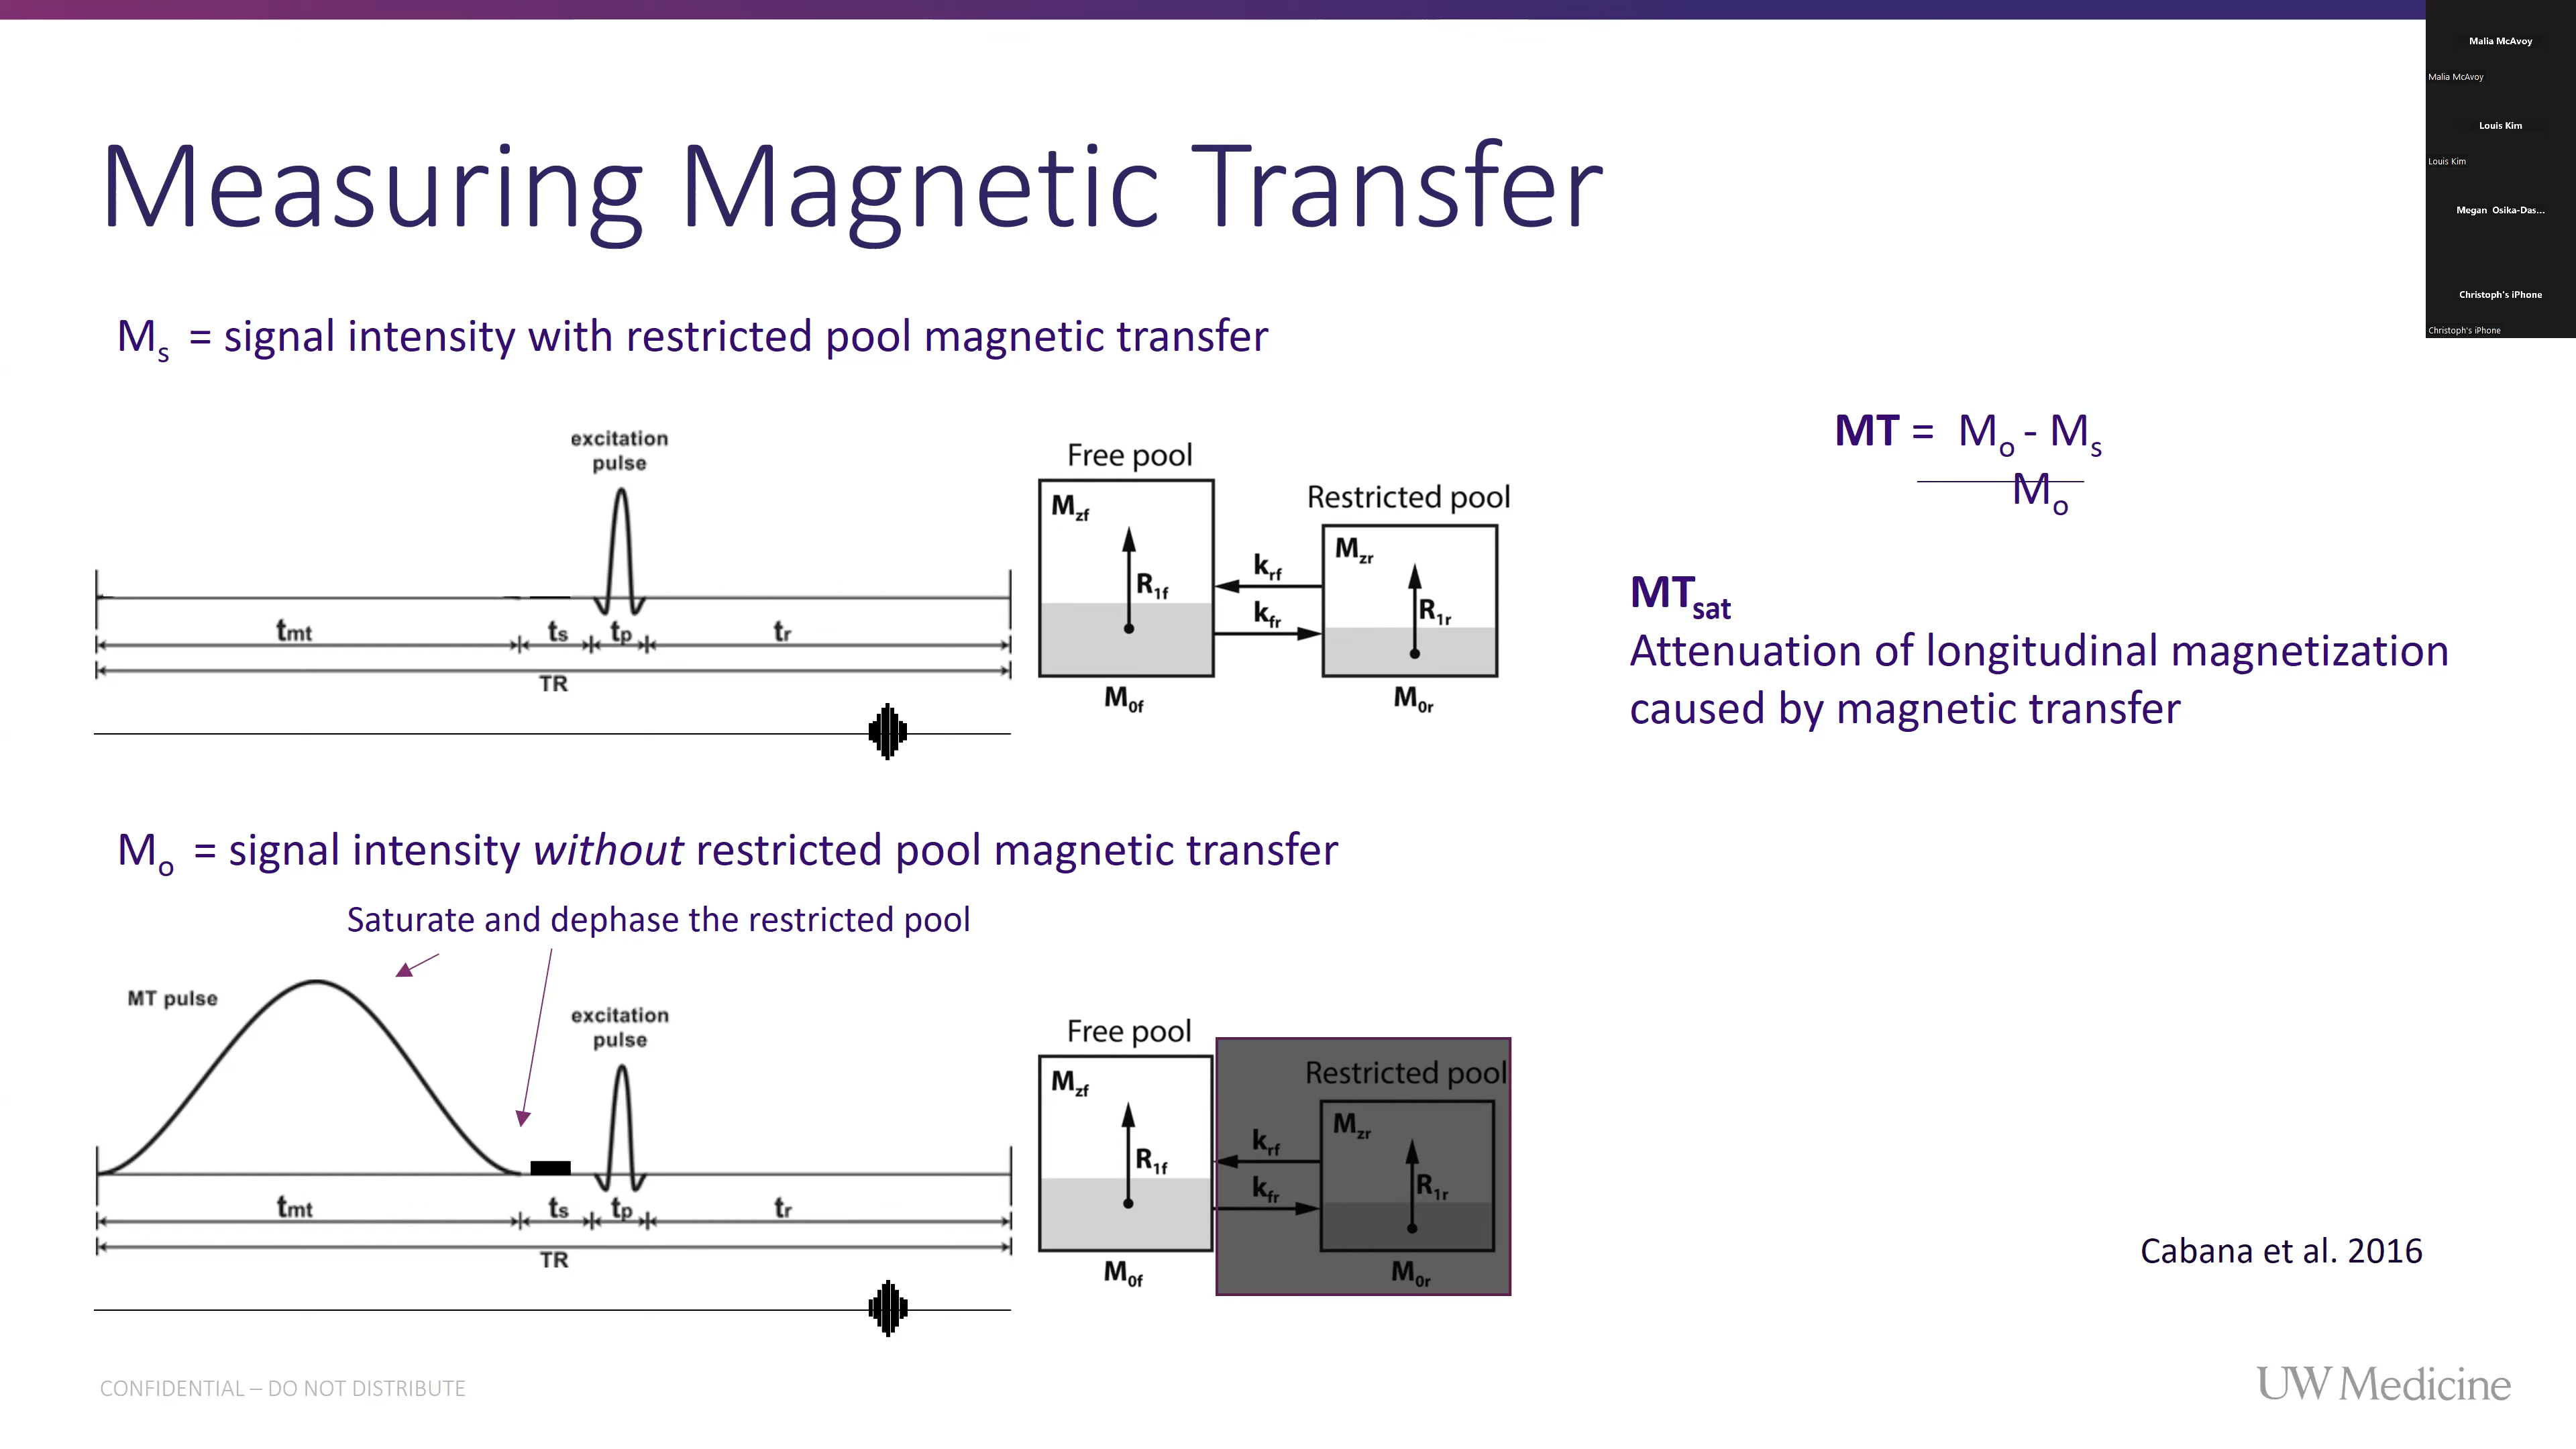 Measuring Magnetic Transfer
Ms = signal intensity with restricted pool magnetic transfer
excitation
pulse
tmt ts tp tr
TR
Free pool
Mzf
R1f
M0f
krf
kfr
Restricted pool
Mzr
R1r
M0r
MT = Mo - Ms
Mo
MTsat
Attenuation of longitudinal magnetization
caused by magnetic transfer
Mo = signal intensity without restricted pool magnetic transfer
Saturate and dephase the restricted pool
MT pulse
excitation
pulse
tmt ts tp tr
TR
Free pool
Mzf
R1f
M0f
krf
kfr
Restricted pool
Mzr
R1r
M0r
Cabana et al. 2016
CONFIDENTIAL – DO NOT DISTRIBUTE
UW Medicine
Malia McAvoy
Malia McAvoy
Louis Kim
Louis Kim
Megan Osika-Das...
Christoph's iPhone
Christoph's iPhone